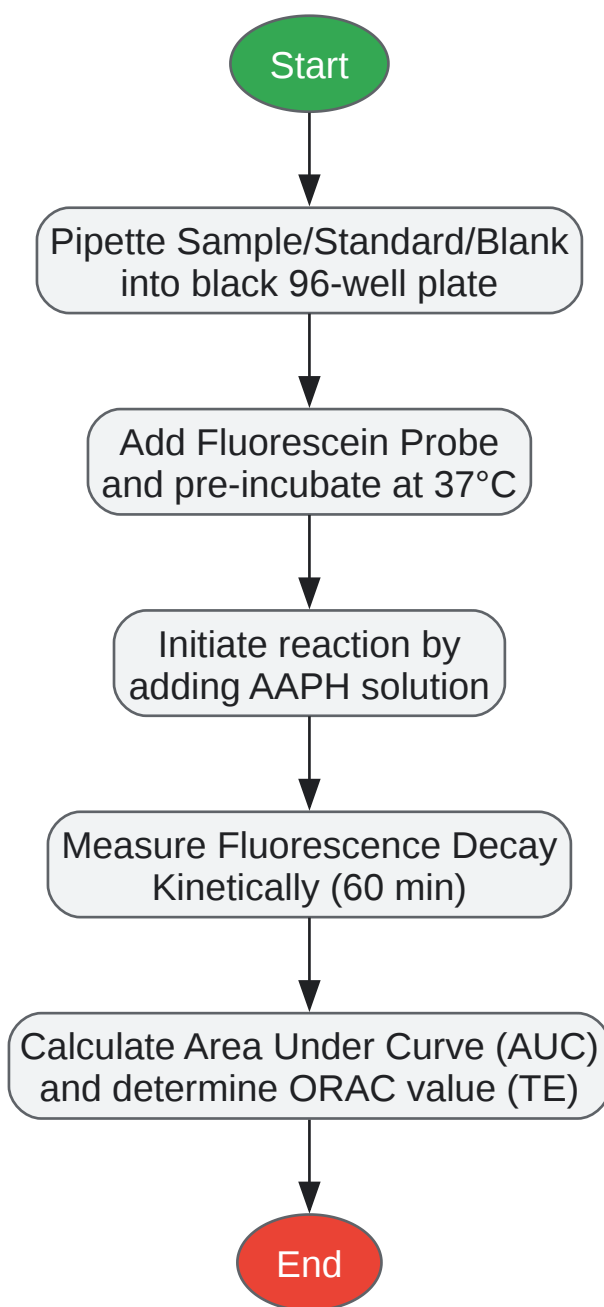 Start
Pipette Sample/Standard/Blank
into black 96-well plate
Add Fluorescein Probe
and pre-incubate at 37°C
Initiate reaction by
adding AAPH solution
Measure Fluorescence Decay
Kinetically (60 min)
Calculate Area Under Curve (AUC)
and determine ORAC value (TE)
End